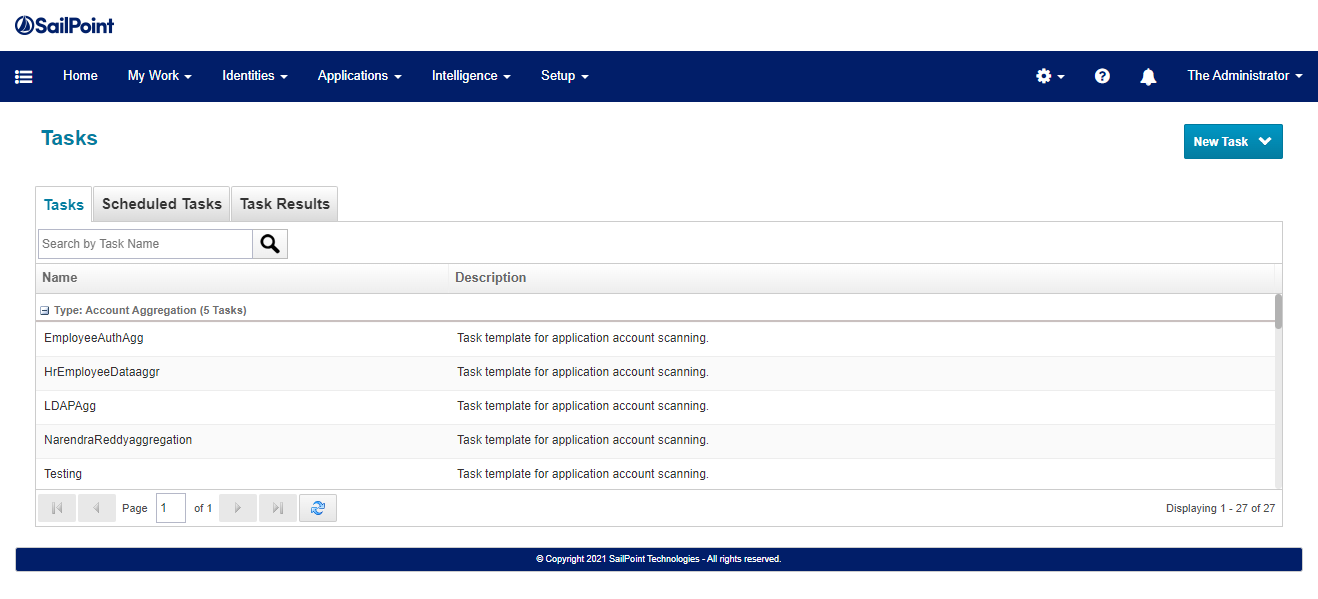 SailPoint
Home My Work Identities Applications Intelligence Setup The Administrator
Tasks
New Task
Tasks Scheduled Tasks Task Results
Search by Task Name
Name Description
Type: Account Aggregation (5 Tasks)
EmployeeAuthAgg Task template for application account scanning.
HrEmployeeDataaggr Task template for application account scanning.
LDAPAgg Task template for application account scanning.
NarendraReddyaggregation Task template for application account scanning.
Testing Task template for application account scanning.
Page 1 of 1 Displaying 1 - 27 of 27
© Copyright 2021 SailPoint Technologies - All rights reserved.